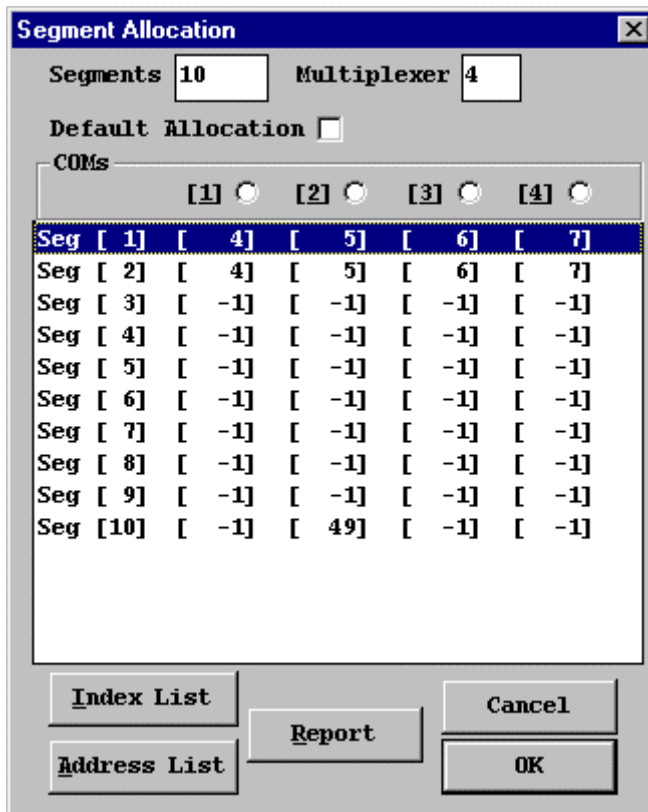 Segment Allocation
Segments 10 Multiplexer 4
Default Allocation
COMs
[1] [2] [3] [4]
Seg [ 1] [ 4] [ 5] [ 6] [ 7]
Seg [ 2] [ 4] [ 5] [ 6] [ 7]
Seg [ 3] [ -1] [ -1] [ -1] [ -1]
Seg [ 4] [ -1] [ -1] [ -1] [ -1]
Seg [ 5] [ -1] [ -1] [ -1] [ -1]
Seg [ 6] [ -1] [ -1] [ -1] [ -1]
Seg [ 7] [ -1] [ -1] [ -1] [ -1]
Seg [ 8] [ -1] [ -1] [ -1] [ -1]
Seg [ 9] [ -1] [ -1] [ -1] [ -1]
Seg [10] [ -1] [ 49] [ -1] [ -1]
Index List
Cancel
Report
Address List
OK